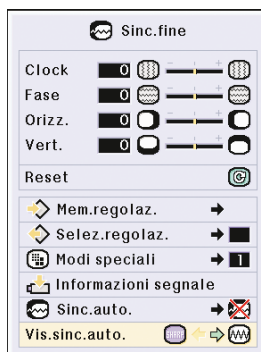 Sinc.fine
Clock 0 - +
Fase 0 - +
Orizz. 0 - +
Vert. 0 - +
Reset
Mem.regolaz.
Selez.regolaz.
Modi speciali 1
Informazioni segnale
Sinc.auto.
Vis.sinc.auto.